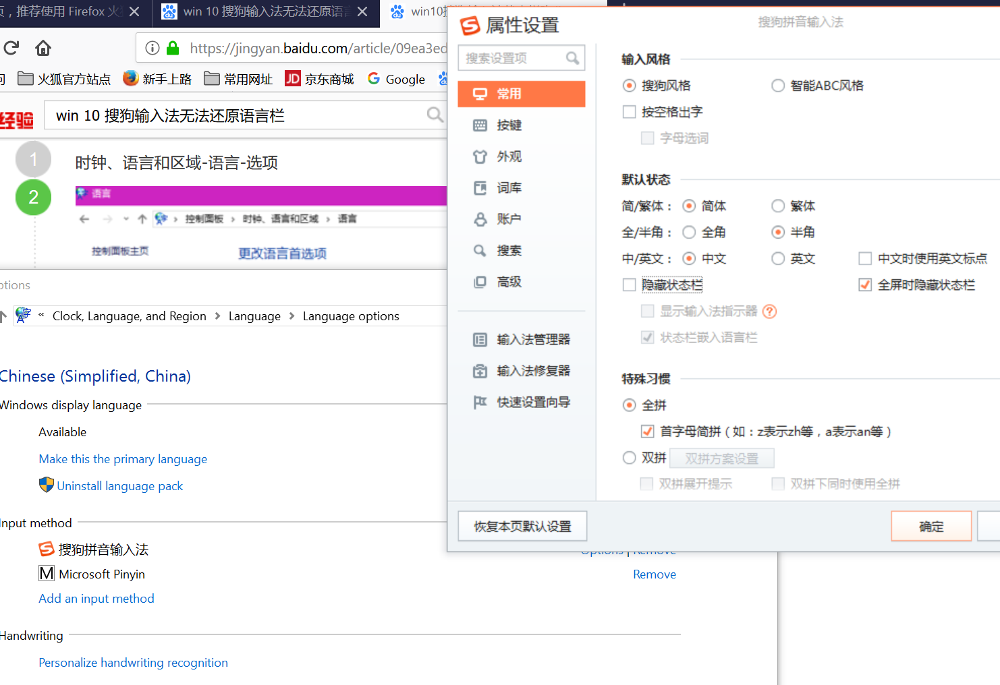 页，推荐使用 Firefox 火狐
win 10 搜狗输入法无法还原语言
https://jingyan.baidu.com/article/09ea3ed
火狐官方站点
新手上路
常用网址
JD 京东商城
G Google
经验
win 10 搜狗输入法无法还原语言栏
1
时钟、语言和区域-语言-选项
2
语言
控制面板 › 时钟、语言和区域 › 语言
控制面板主页
更改语言首选项
ptions
« Clock, Language, and Region > Language > Language options
Chinese (Simplified, China)
Windows display language
Available
Make this the primary language
Uninstall language pack
Input method
搜狗拼音输入法
Options | Remove
Microsoft Pinyin
Remove
Add an input method
Handwriting
Personalize handwriting recognition
属性设置
搜狗拼音输入法
搜索设置项
常用
按键
外观
词库
账户
搜索
高级
输入法管理器
输入法修复器
快速设置向导
输入风格
搜狗风格
智能ABC风格
按空格出字
字母选词
默认状态
简/繁体： 简体 繁体
全/半角： 全角 半角
中/英文： 中文 英文 中文时使用英文标点
隐藏状态栏
全屏时隐藏状态栏
显示输入法指示器 ?
状态栏嵌入语言栏
特殊习惯
全拼
首字母简拼（如：z表示zh等，a表示an等）
双拼 双拼方案设置
双拼展开提示
双拼下同时使用全拼
恢复本页默认设置
确定